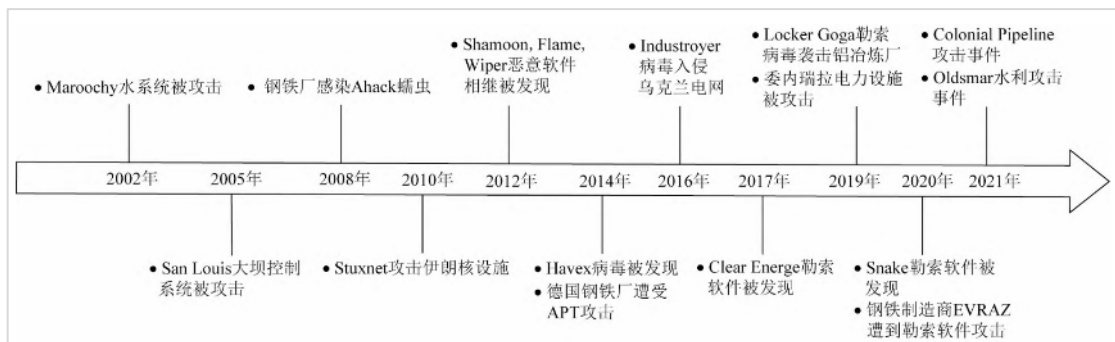 Shamoon, Flame,
Wiper恶意软件
相继被发现
Industroyer
病毒入侵
乌克兰电网
Locker Goga勒索
病毒袭击铝冶炼厂
委内瑞拉电力设施
被攻击
Colonial Pipeline
攻击事件
Oldsmar水利攻击
事件
Maroochy水系统被攻击
钢铁厂感染Ahack蠕虫
2002年
2005年
2008年
2010年
2012年
2014年
2016年
2017年
2019年
2020年
2021年
San Louis大坝控制
系统被攻击
Stuxnet攻击伊朗核设施
Havex病毒被发现
德国钢铁厂遭受
APT攻击
Clear Energe勒索
软件被发现
Snake勒索软件被
发现
钢铁制造商EVRAZ
遭到勒索软件攻击